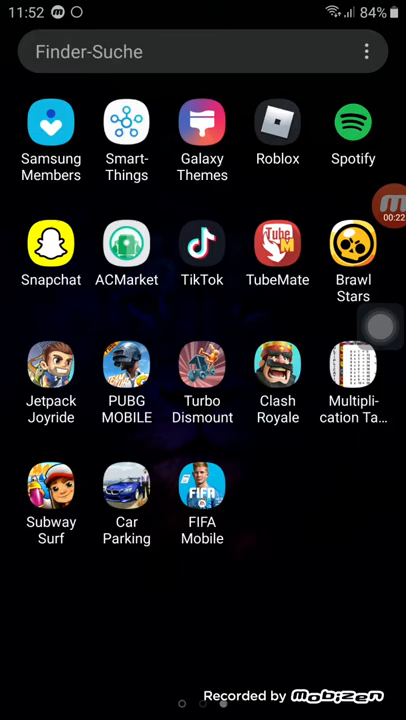 11:52
84%
Finder-Suche
Samsung Members
Smart-Things
Galaxy Themes
Roblox
Spotify
00:22
Snapchat
ACMarket
TikTok
TubeMate
Brawl Stars
Jetpack Joyride
PUBG MOBILE
Turbo Dismount
Clash Royale
Multipli-cation Ta...
Subway Surf
Car Parking
FIFA Mobile
Recorded by mobizen